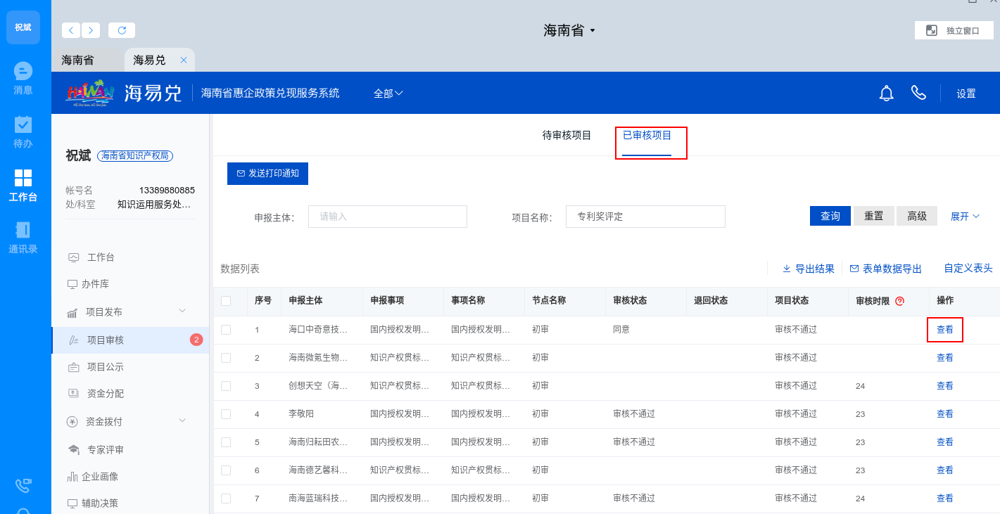 祝斌
消息
待办
工作台
通讯录
海南省
独立窗口
海南省 海易兑
HAINAN 海易兑 海南省惠企政策兑现服务系统 全部 设置
祝斌 海南省知识产权局
帐号名 13389880885
处/科室 知识运用服务处…
工作台
办件库
项目发布
项目审核 2
项目公示
资金分配
资金拨付
专家评审
企业画像
辅助决策
待审核项目 已审核项目
发送打印通知
申报主体： 请输入 项目名称： 专利奖评定 查询 重置 高级 展开
数据列表 导出结果 表单数据导出 自定义表头
序号 申报主体 申报事项 事项名称 节点名称 审核状态 退回状态 项目状态 审核时限 操作
1 海口中奇意技… 国内授权发明… 国内授权发明… 初审 同意 审核不通过 查看
2 海南微氪生物… 知识产权贯标… 知识产权贯标… 初审 审核不通过 查看
3 创想天空（海… 知识产权贯标… 知识产权贯标… 初审 审核不通过 24 查看
4 李敬阳 国内授权发明… 国内授权发明… 初审 审核不通过 审核不通过 23 查看
5 海南归耘田农… 国内授权发明… 国内授权发明… 初审 审核不通过 审核不通过 23 查看
6 海南德艺馨科… 知识产权贯标… 知识产权贯标… 初审 审核不通过 23 查看
7 南海蓝瑞科技… 国内授权发明… 国内授权发明… 初审 审核不通过 审核不通过 24 查看